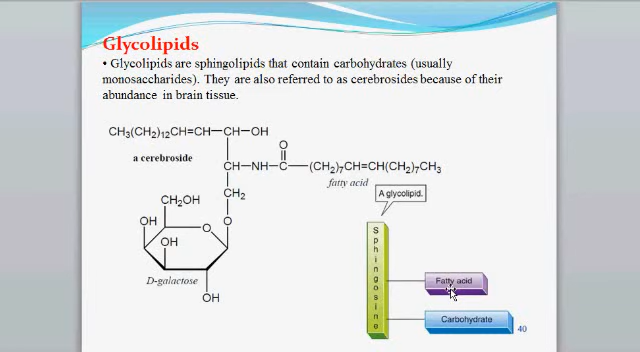 Glycolipids
• Glycolipids are sphingolipids that contain carbohydrates (usually
monosaccharides). They are also referred to as cerebrosides because of their
abundance in brain tissue.
CH₃(CH₂)₁₂CH=CH—CH—OH
a cerebroside
O
CH—NH—C—(CH₂)₇CH=CH(CH₂)₇CH₃
fatty acid
CH₂
A glycolipid.
CH₂OH
OH
O
O
OH
D-galactose
OH
Sphingosine
Fatty acid
Carbohydrate
40